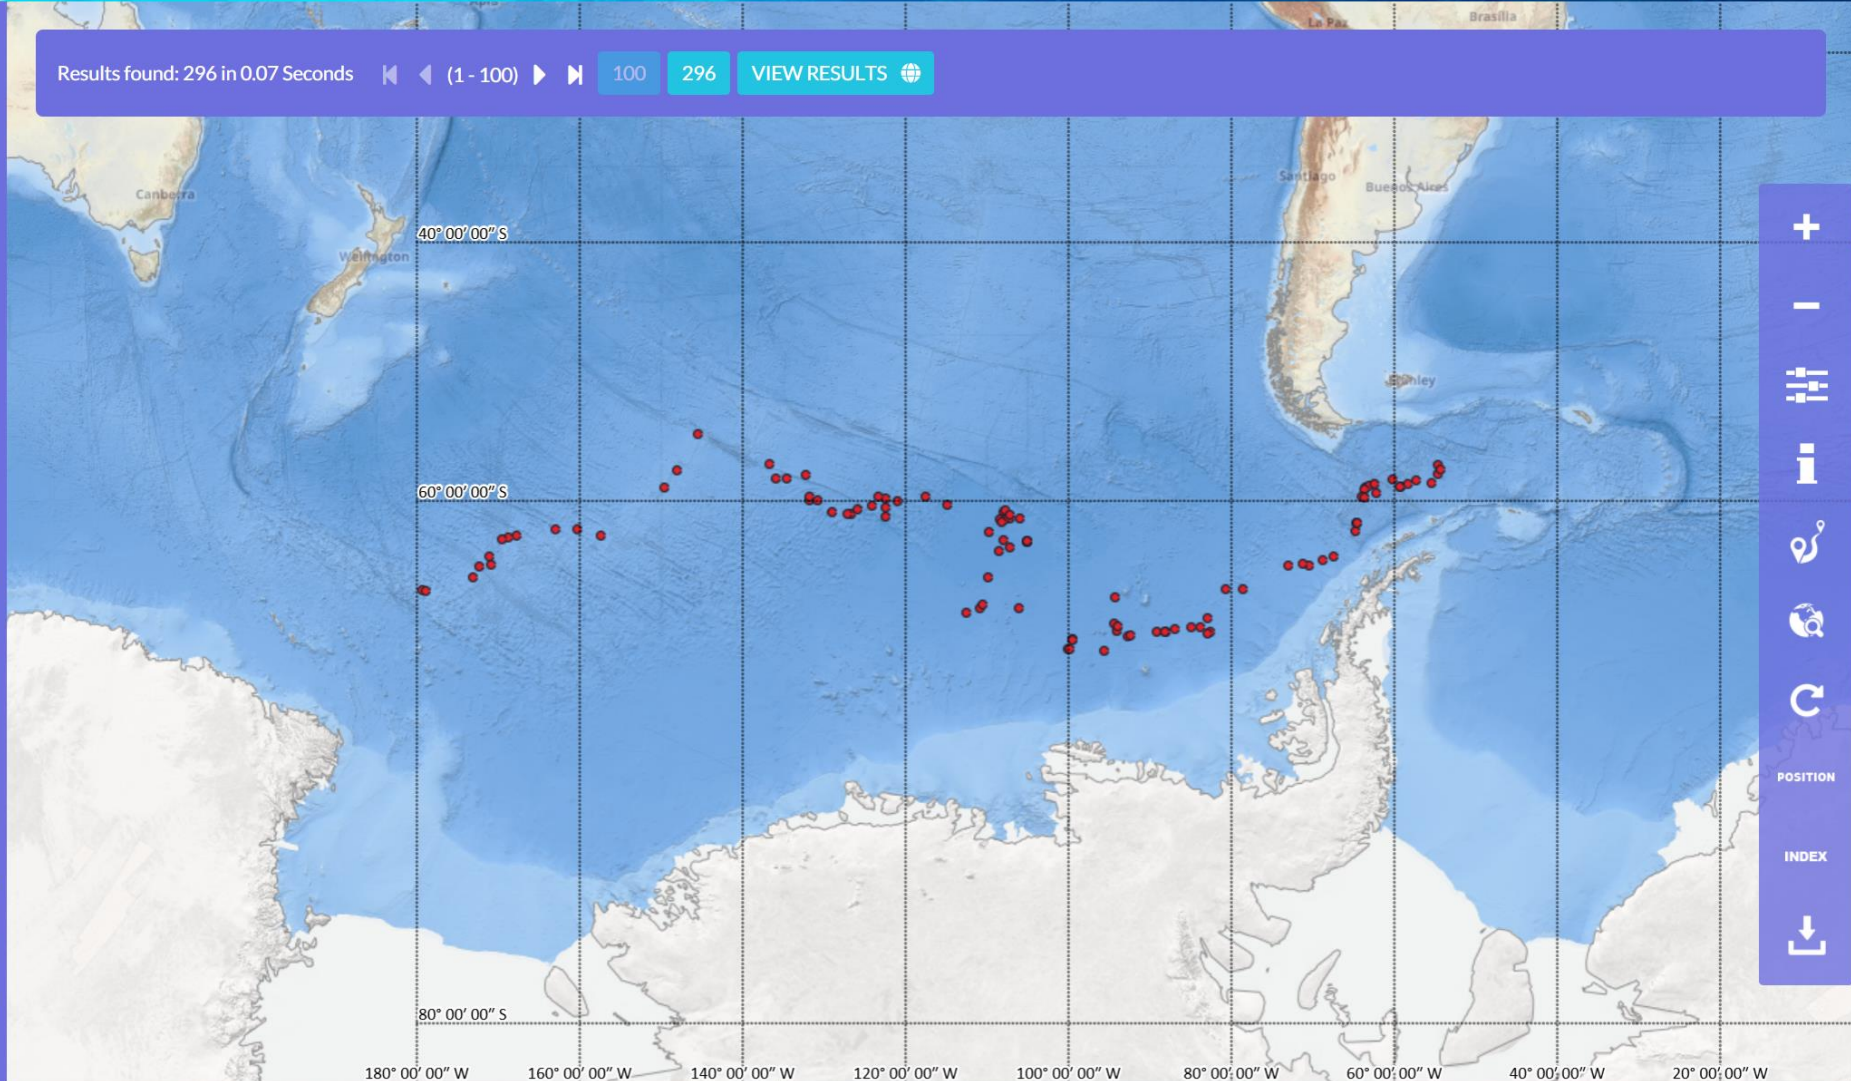 Apia
La Paz
Brasília
Results found: 296 in 0.07 Seconds (1 - 100) 100 296 VIEW RESULTS
Canberra
Santiago
Buenos Aires
40° 00′ 00″ S
Wellington
Stanley
60° 00′ 00″ S
POSITION
INDEX
80° 00′ 00″ S
180° 00′ 00″ W 160° 00′ 00″ W 140° 00′ 00″ W 120° 00′ 00″ W 100° 00′ 00″ W 80° 00′ 00″ W 60° 00′ 00″ W 40° 00′ 00″ W 20° 00′ 00″ W